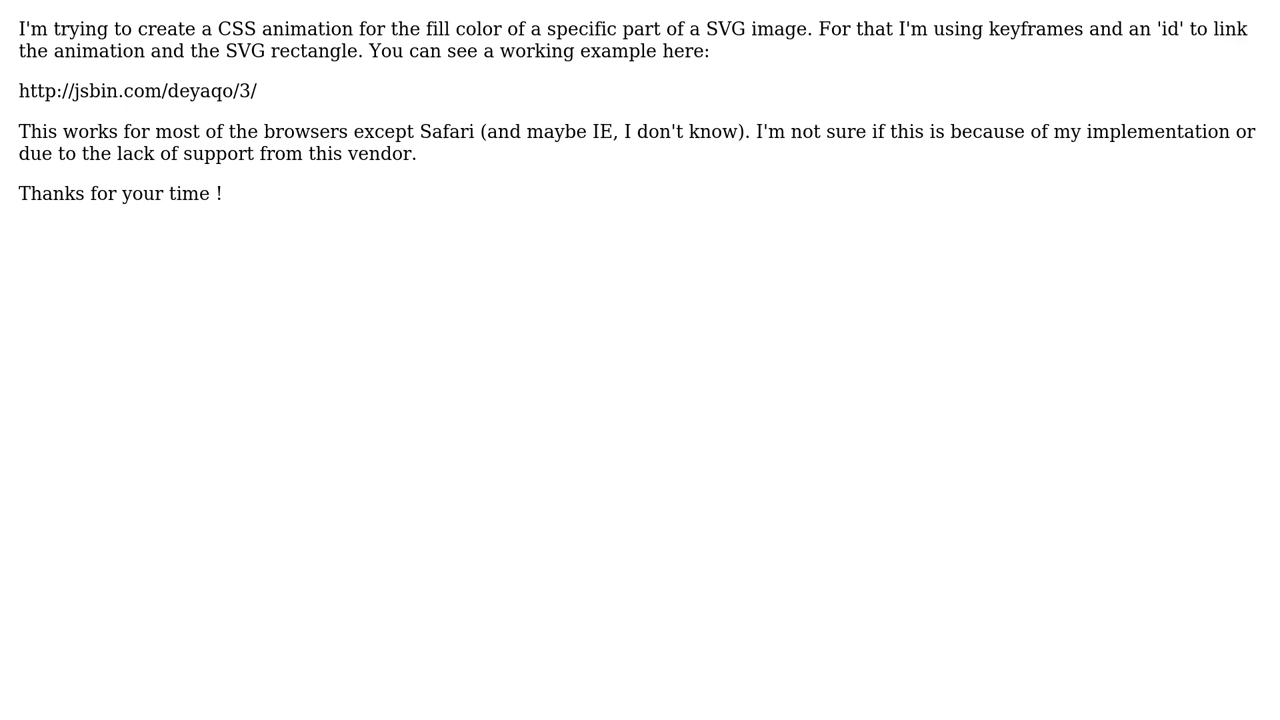 I'm trying to create a CSS animation for the fill color of a specific part of a SVG image. For that I'm using keyframes and an 'id' to link
the animation and the SVG rectangle. You can see a working example here:
http://jsbin.com/deyaqo/3/
This works for most of the browsers except Safari (and maybe IE, I don't know). I'm not sure if this is because of my implementation or
due to the lack of support from this vendor.
Thanks for your time !